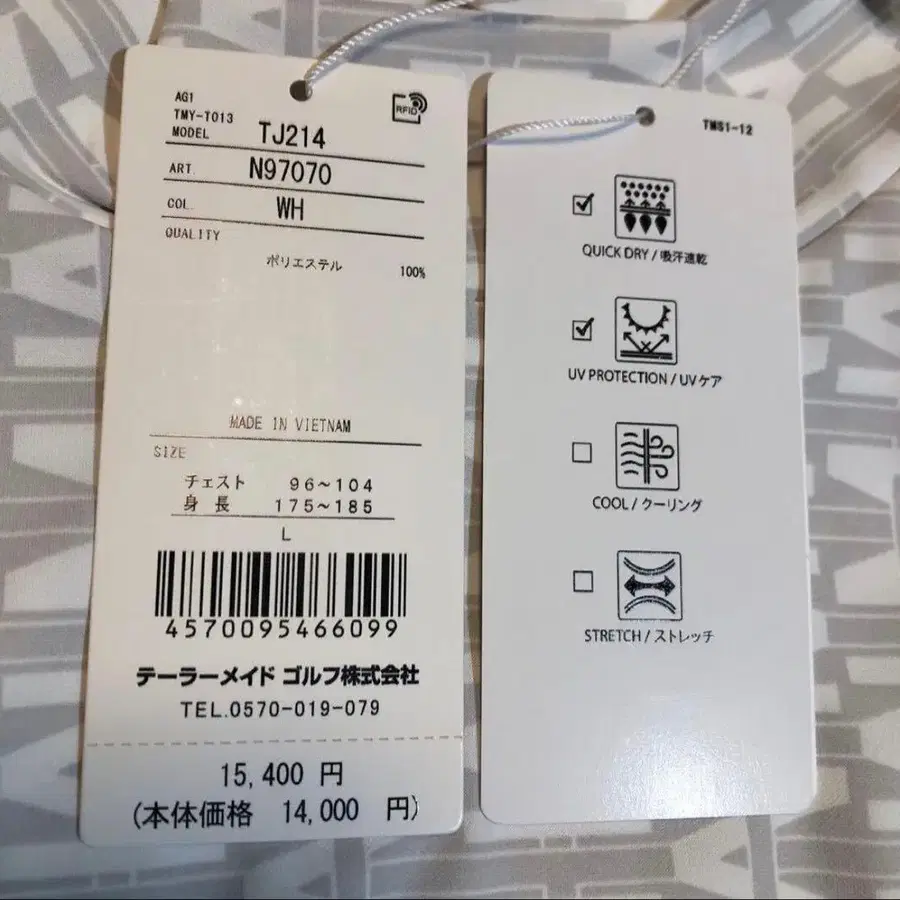 AG1
TMY-T013
MODEL TJ214
RFID
ART. N97070
COL. WH
QUALITY
ポリエステル 100%
MADE IN VIETNAM
SIZE
チェスト 96~104
身長 175~185
L
4570095466099
テーラーメイド ゴルフ株式会社
TEL.0570-019-079
15,400 円
(本体価格 14,000 円)
TMS1-12
QUICK DRY / 吸汗速乾
UV PROTECTION / UVケア
COOL / クーリング
STRETCH / ストレッチ